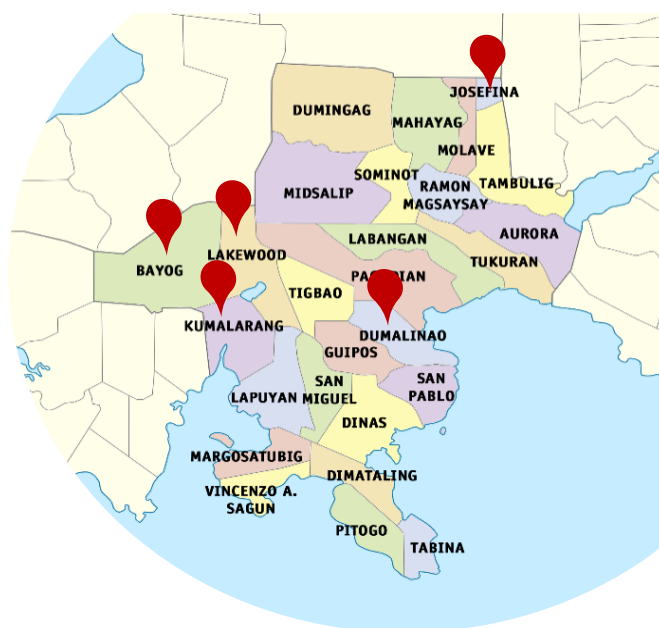 JOSEFINA
DUMINGAG
MAHAYAG
MOLAVE
SOMINOT
RAMON
MAGSAYSAY
TAMBULIG
MIDSALIP
AURORA
LABANGAN
TUKURAN
LAKEWOOD
BAYOG
PAGADIAN
TIGBAO
KUMALARANG
DUMALINAO
GUIPOS
SAN
MIGUEL
SAN
PABLO
LAPUYAN
DINAS
MARGOSATUBIG
DIMATALING
VINCENZO A.
SAGUN
PITOGO
TABINA